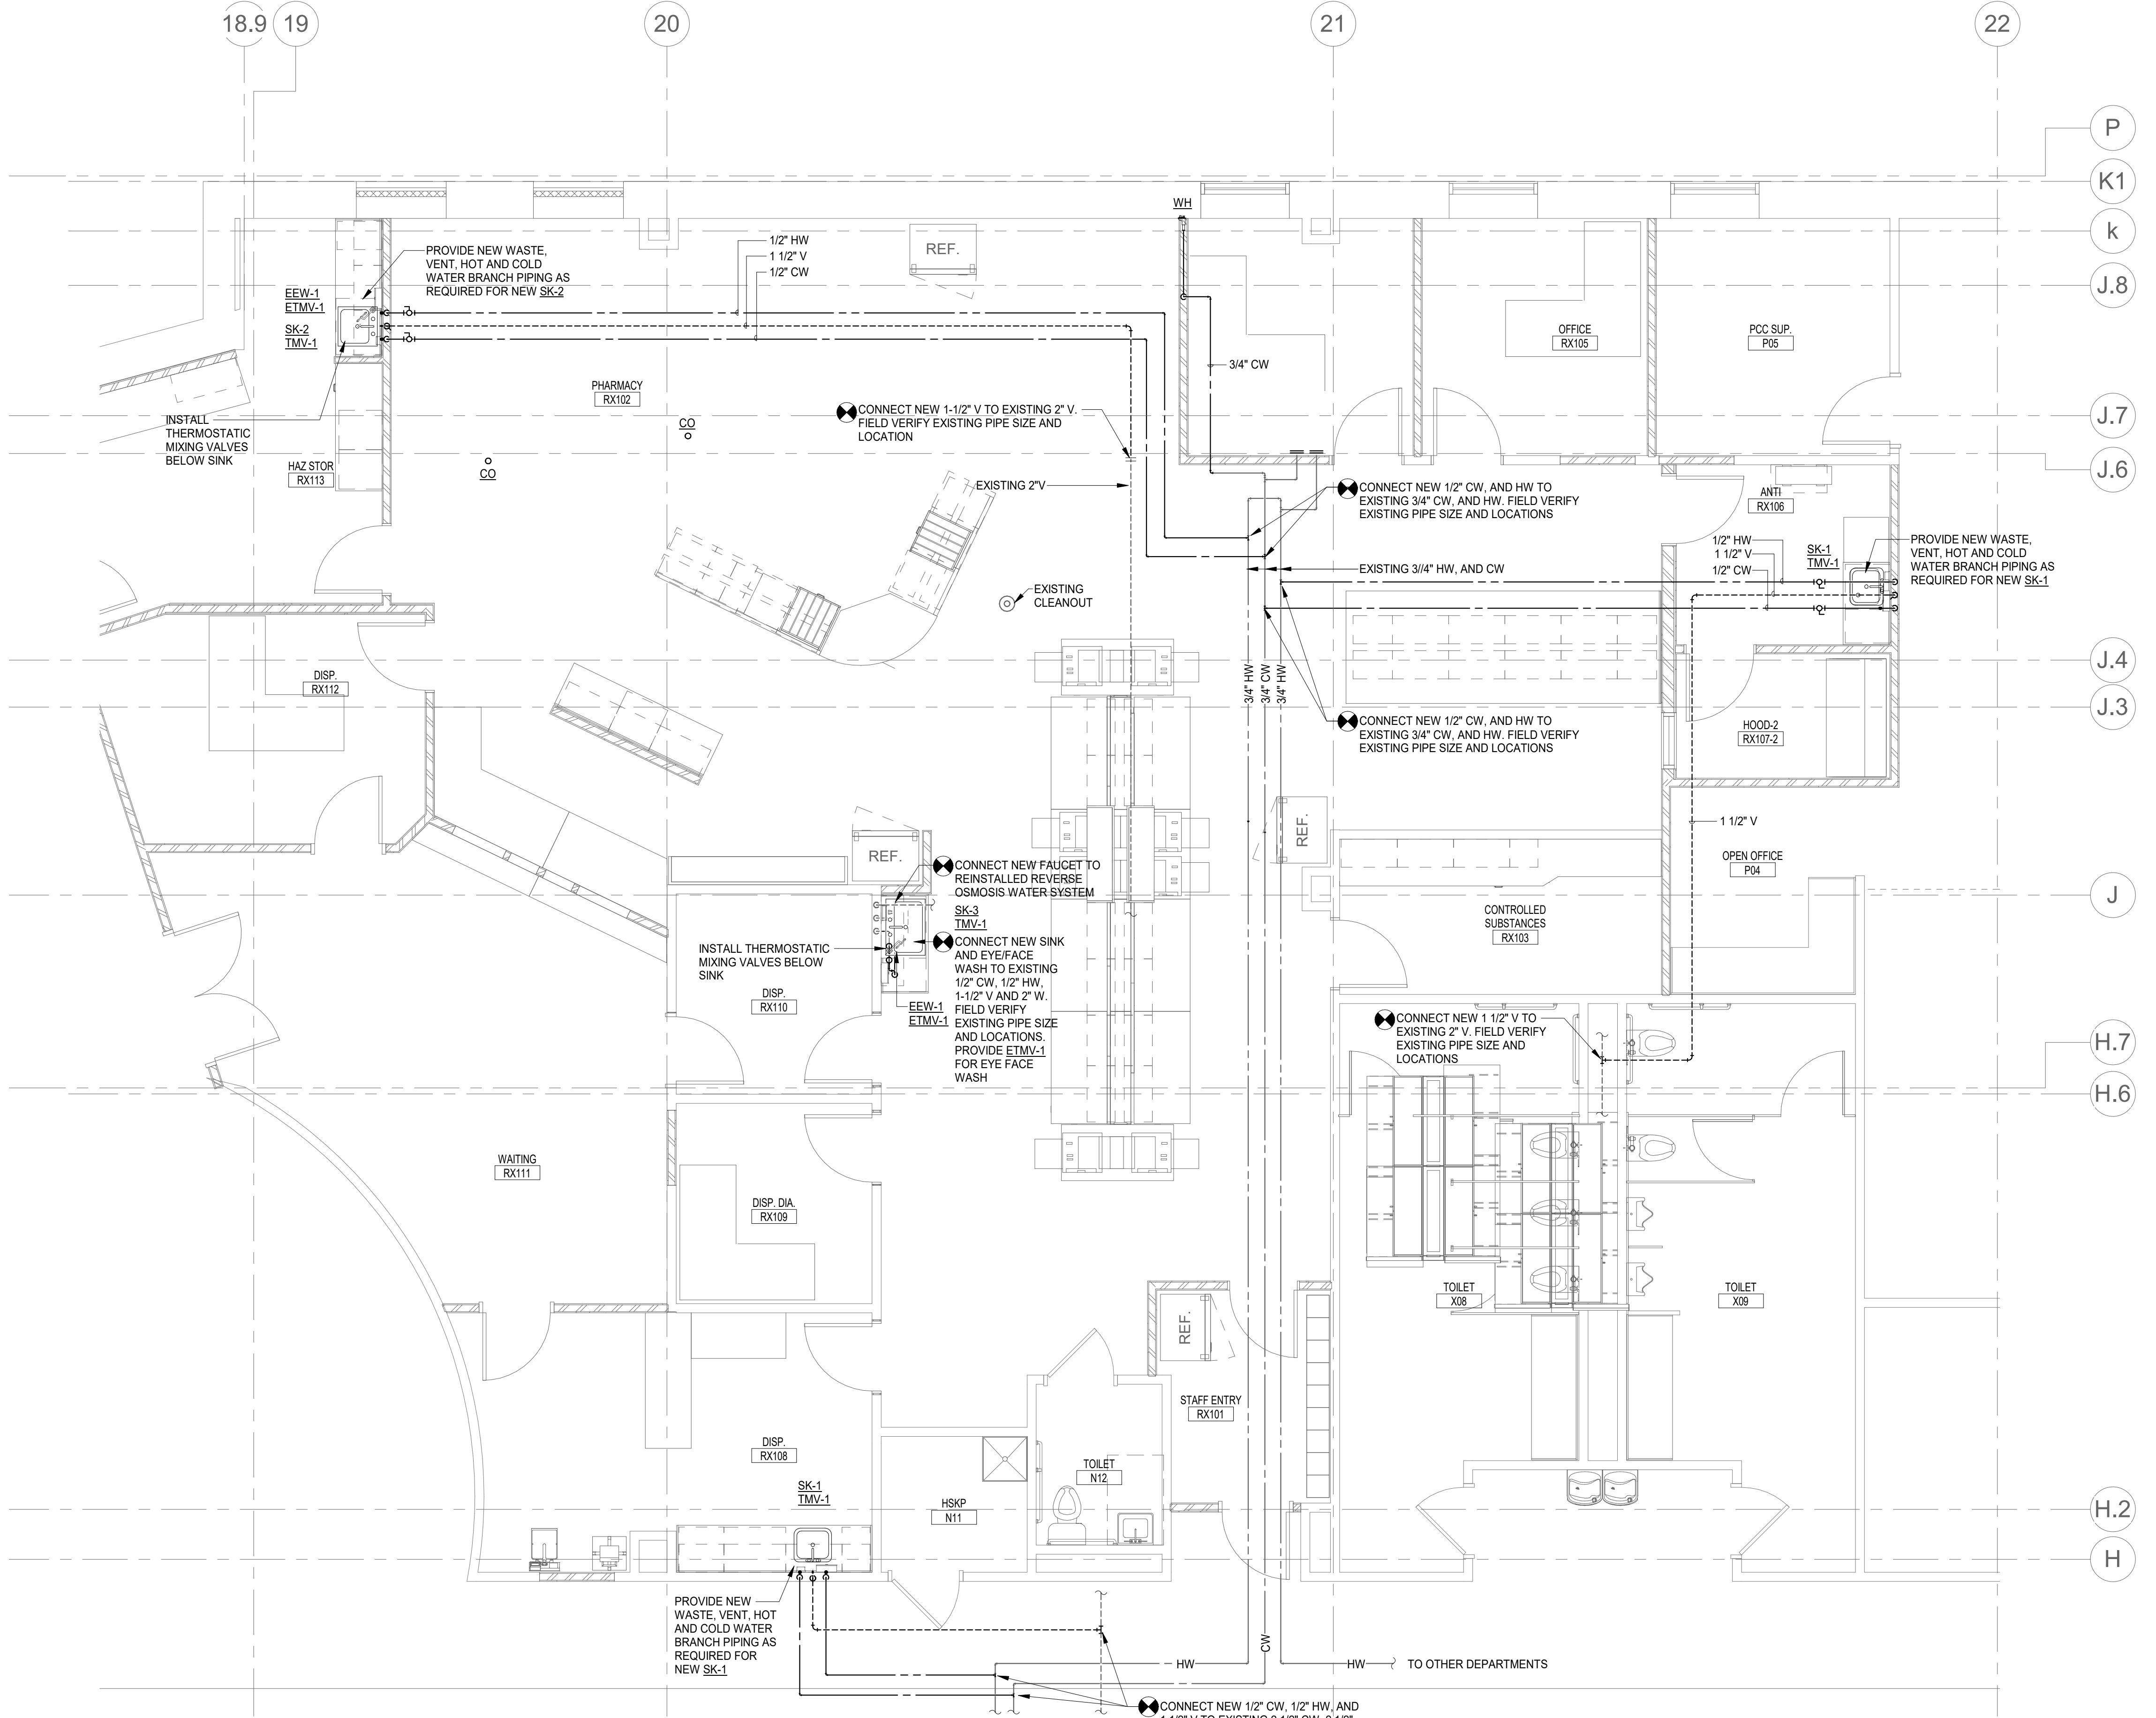 18.9
19
20
21
22
P
K1
k
J.8
J.7
J.6
J.4
J.3
J
H.7
H.6
H.2
H
WH
PROVIDE NEW WASTE,
VENT, HOT AND COLD
WATER BRANCH PIPING AS
REQUIRED FOR NEW SK-2
1/2" HW
1 1/2" V
1/2" CW
REF.
EEW-1
ETMV-1
SK-2
TMV-1
OFFICE
RX105
PCC SUP.
P05
3/4" CW
PHARMACY
RX102
INSTALL
THERMOSTATIC
MIXING VALVES
BELOW SINK
CO
CO
CONNECT NEW 1-1/2" V TO EXISTING 2" V.
FIELD VERIFY EXISTING PIPE SIZE AND
LOCATION
HAZ STOR
RX113
EXISTING 2"V
CONNECT NEW 1/2" CW, AND HW TO
EXISTING 3/4" CW, AND HW. FIELD VERIFY
EXISTING PIPE SIZE AND LOCATIONS
ANTI
RX106
1/2" HW
1 1/2" V
1/2" CW
SK-1
TMV-1
PROVIDE NEW WASTE,
VENT, HOT AND COLD
WATER BRANCH PIPING AS
REQUIRED FOR NEW SK-1
EXISTING 3/4" HW, AND CW
EXISTING
CLEANOUT
DISP.
RX112
3/4" HW
3/4" CW
3/4" HW
CONNECT NEW 1/2" CW, AND HW TO
EXISTING 3/4" CW, AND HW. FIELD VERIFY
EXISTING PIPE SIZE AND LOCATIONS
HOOD-2
RX107-2
1 1/2" V
REF.
REF.
OPEN OFFICE
P04
CONNECT NEW FAUCET TO
REINSTALLED REVERSE
OSMOSIS WATER SYSTEM
SK-3
TMV-1
CONTROLLED
SUBSTANCES
RX103
INSTALL THERMOSTATIC
MIXING VALVES BELOW
SINK
CONNECT NEW SINK
AND EYE/FACE
WASH TO EXISTING
1/2" CW, 1/2" HW,
1-1/2" V AND 2" W.
FIELD VERIFY
EXISTING PIPE SIZE
AND LOCATIONS.
PROVIDE ETMV-1
FOR EYE FACE
WASH
DISP.
RX110
EEW-1
ETMV-1
CONNECT NEW 1 1/2" V TO
EXISTING 2" V. FIELD VERIFY
EXISTING PIPE SIZE AND
LOCATIONS
WAITING
RX111
DISP. DIA.
RX109
TOILET
X08
TOILET
X09
REF.
STAFF ENTRY
RX101
DISP.
RX108
TOILET
N12
SK-1
TMV-1
HSKP
N11
PROVIDE NEW
WASTE, VENT, HOT
AND COLD WATER
BRANCH PIPING AS
REQUIRED FOR
NEW SK-1
CW
HW
HW
TO OTHER DEPARTMENTS
CONNECT NEW 1/2" CW, 1/2" HW, AND
1 1/2" V TO EXISTING 2 1/2" CW, 2 1/2"